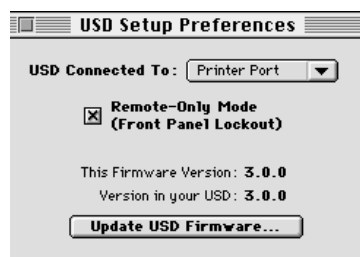 USD Setup Preferences
USD Connected To: Printer Port
Remote-Only Mode
(Front Panel Lockout)
This Firmware Version: 3.0.0
Version in your USD: 3.0.0
Update USD Firmware...